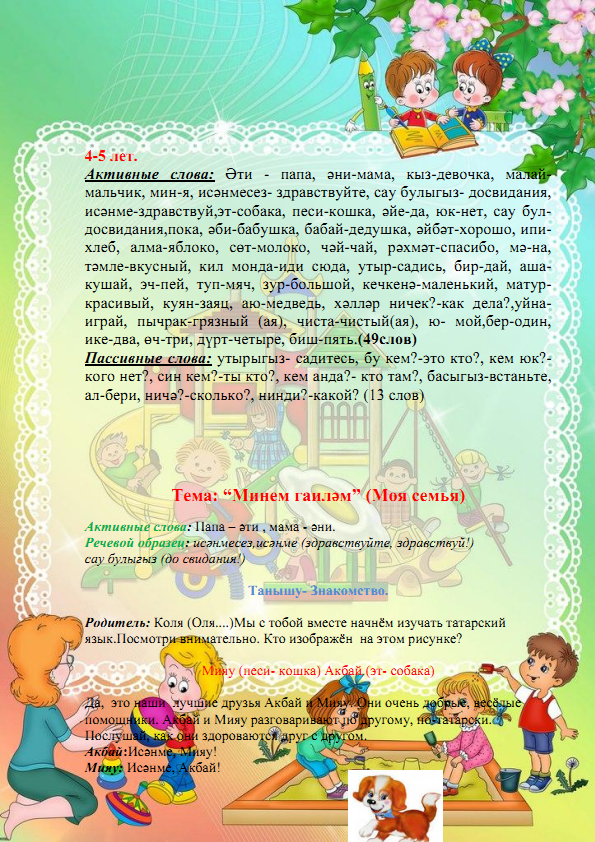 4-5 лет.
Активные слова: Әти - папа, әни-мама, кыз-девочка, малай-
мальчик, мин-я, исәнмесез- здравствуйте, сау булыгыз- досвидания,
исәнме-здравствуй,эт-собака, песи-кошка, әйе-да, юк-нет, сау бул-
досвидания,пока, әби-бабушка, бабай-дедушка, әйбәт-хорошо, ипи-
хлеб, алма-яблоко, сөт-молоко, чәй-чай, рәхмәт-спасибо, мә-на,
тәмле-вкусный, кил монда-иди сюда, утыр-садись, бир-дай, аша-
кушай, эч-пей, туп-мяч, зур-большой, кечкенә-маленький, матур-
красивый, куян-заяц, аю-медведь, хәлләр ничек?-как дела?,уйна-
играй, пычрак-грязный (ая), чиста-чистый(ая), ю- мой,бер-один,
ике-два, өч-три, дүрт-четыре, биш-пять.(49слов)
Пассивные слова: утырыгыз- садитесь, бу кем?-это кто?, кем юк?-
кого нет?, син кем?-ты кто?, кем анда?- кто там?, басыгыз-встаньте,
ал-бери, ничә?-сколько?, нинди?-какой? (13 слов)
Тема: “Минем гаиләм” (Моя семья)
Активные слова: Папа – әти , мама - әни.
Речевой образец: исәнмесез,исәнме (здравствуйте, здравствуй!)
сау булыгыз (до свидания!)
Танышу- Знакомство.
Родитель: Коля (Оля....)Мы с тобой вместе начнём изучать татарский
язык.Посмотри внимательно. Кто изображён на этом рисунке?
Мияу (песи- кошка) Акбай (эт- собака)
Да, это наши лучшие друзья Акбай и Мияу. Они очень добрые, весёлые
помощники. Акбай и Мияу разговаривают по другому, по-татарски.
Послушай, как они здороваются друг с другом.
Акбай:Исәнме, Мияу!
Мияу: Исәнме, Акбай!